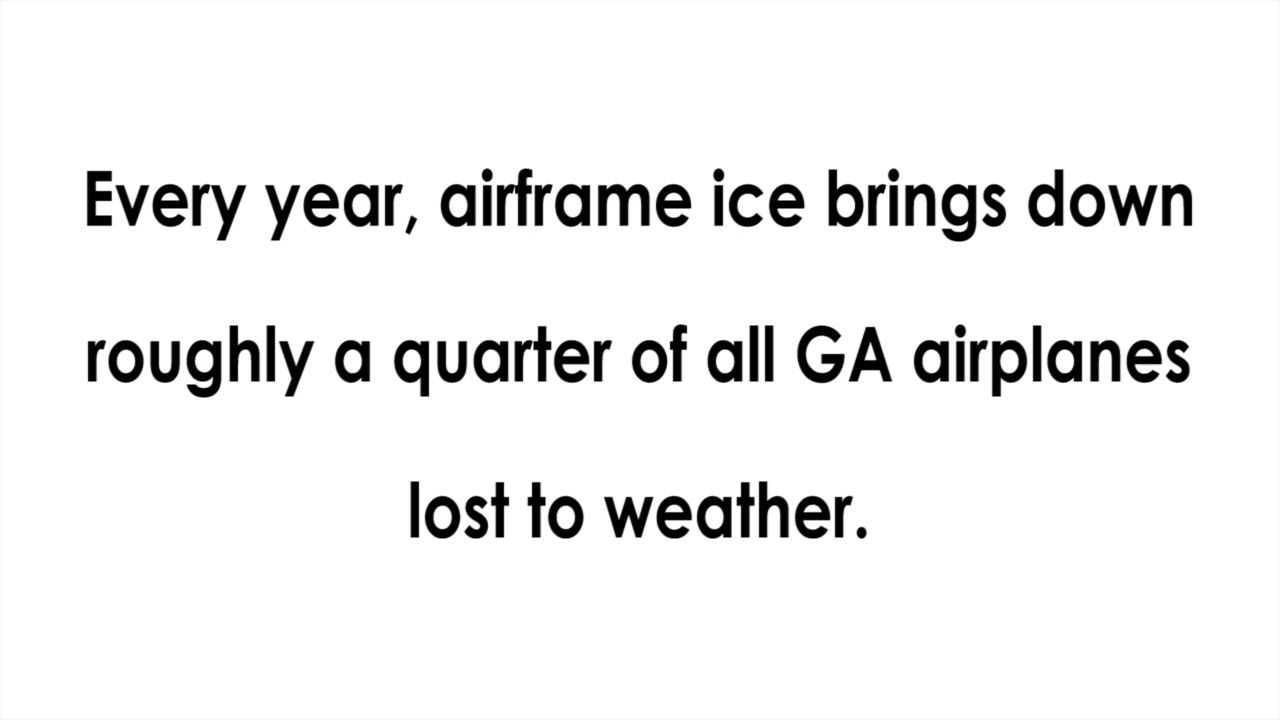 Every year, airframe ice brings down
roughly a quarter of all GA airplanes
lost to weather.